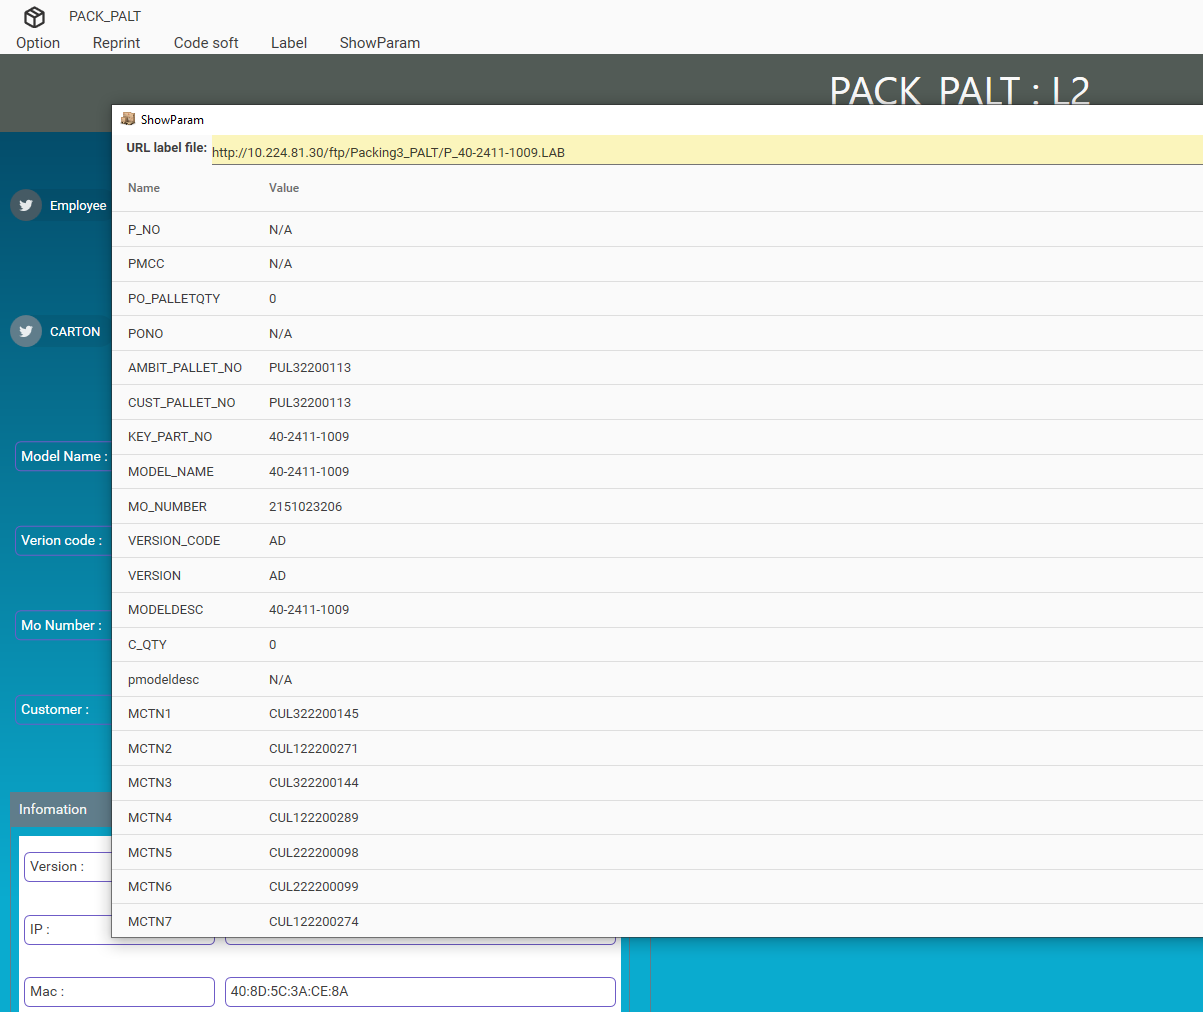 PACK_PALT
Option Reprint Code soft Label ShowParam
PACK_PALT : L2
ShowParam
URL label file: http://10.224.81.30/ftp/Packing3_PALT/P_40-2411-1009.LAB
Name Value
P_NO N/A
PMCC N/A
PO_PALLETQTY 0
PONO N/A
AMBIT_PALLET_NO PUL32200113
CUST_PALLET_NO PUL32200113
KEY_PART_NO 40-2411-1009
MODEL_NAME 40-2411-1009
MO_NUMBER 2151023206
VERSION_CODE AD
VERSION AD
MODELDESC 40-2411-1009
C_QTY 0
pmodeldesc N/A
MCTN1 CUL322200145
MCTN2 CUL122200271
MCTN3 CUL322200144
MCTN4 CUL122200289
MCTN5 CUL222200098
MCTN6 CUL222200099
MCTN7 CUL122200274
Employee
CARTON
Model Name :
Verion code :
Mo Number :
Customer :
Infomation
Version :
IP :
Mac : 40:8D:5C:3A:CE:8A